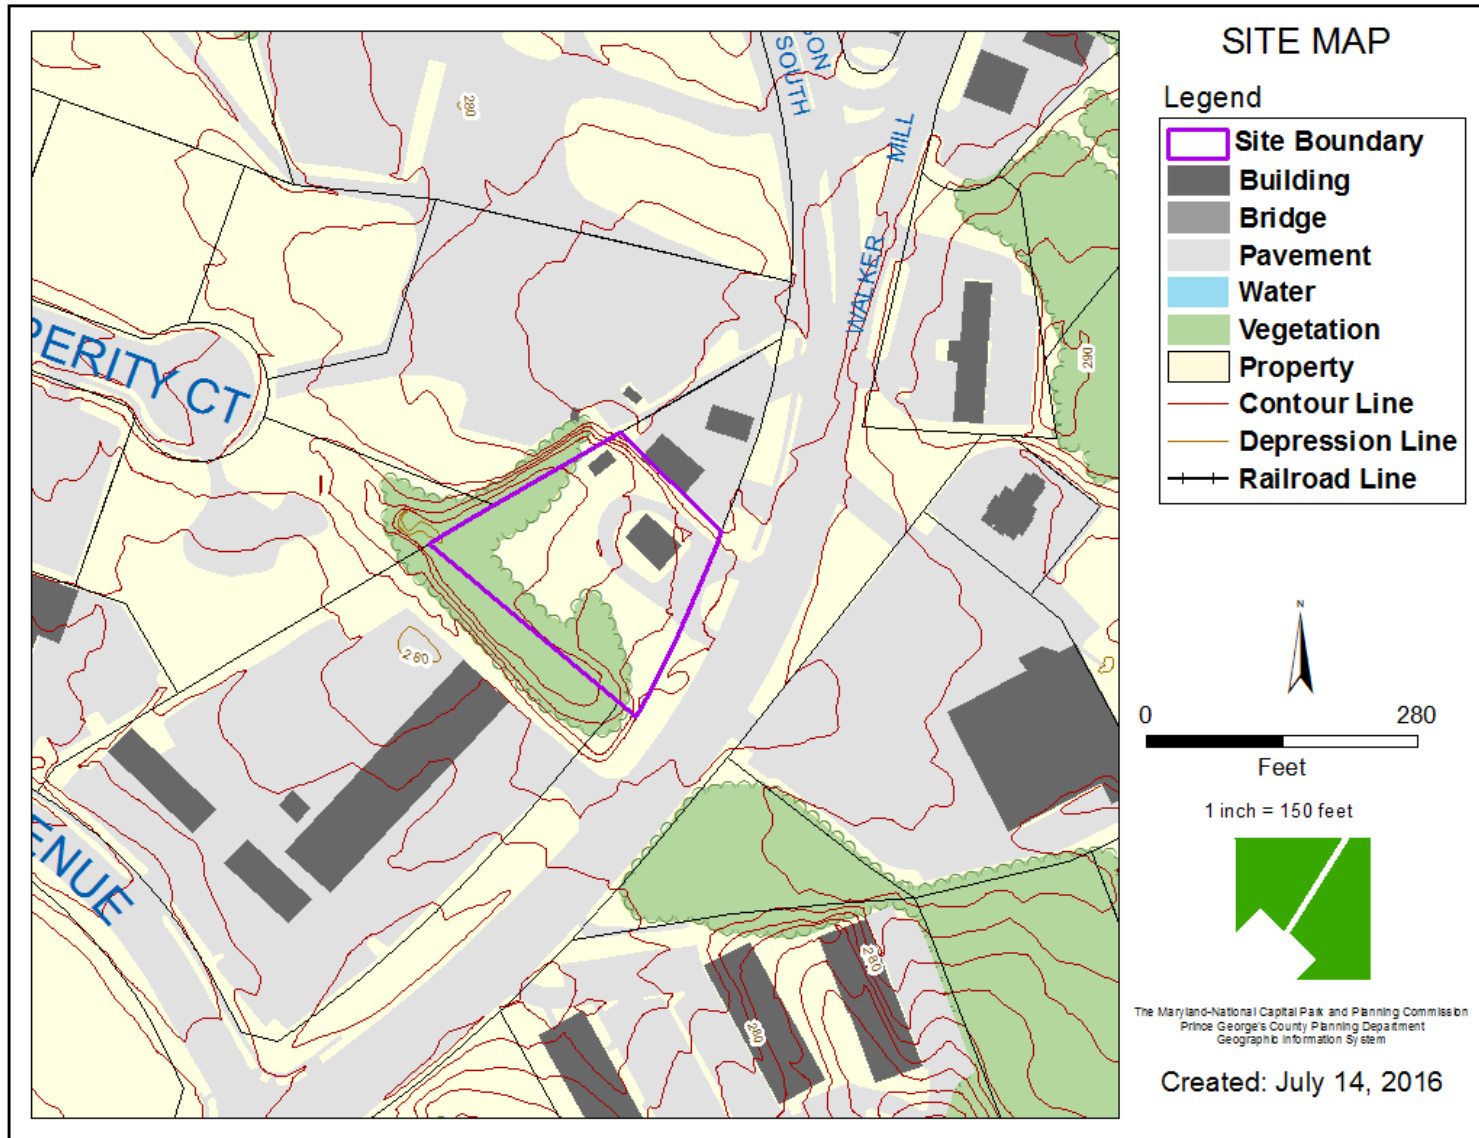 SITE MAP
Legend
Site Boundary
Building
Bridge
Pavement
Water
Vegetation
Property
Contour Line
Depression Line
Railroad Line
N
0 280
Feet
1 inch = 150 feet
The Maryland-National Capital Park and Planning Commission
Prince George's County Planning Department
Geographic Information System
Created: July 14, 2016
SOUTH
MILL
WALKER
PERITY CT
ENUE
280
290
280
280
280